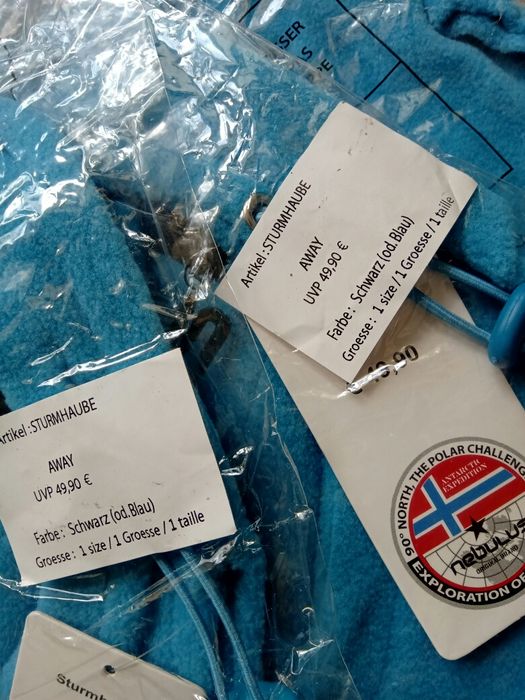 Artikel : STURMHAUBE
AWAY
UVP 49,90 €
Farbe : Schwarz (od. Blau)
Groesse : 1 size / 1 Groesse / 1 taille
Artikel : STURMHAUBE
AWAY
UVP 49,90 €
Farbe : Schwarz (od. Blau)
Groesse : 1 size / 1 Groesse / 1 taille
90° NORTH, THE POLAR CHALLENG
ANTARCTIC
EXPEDITION
nebulus
ORIGINAL BRAND
EXPLORATION